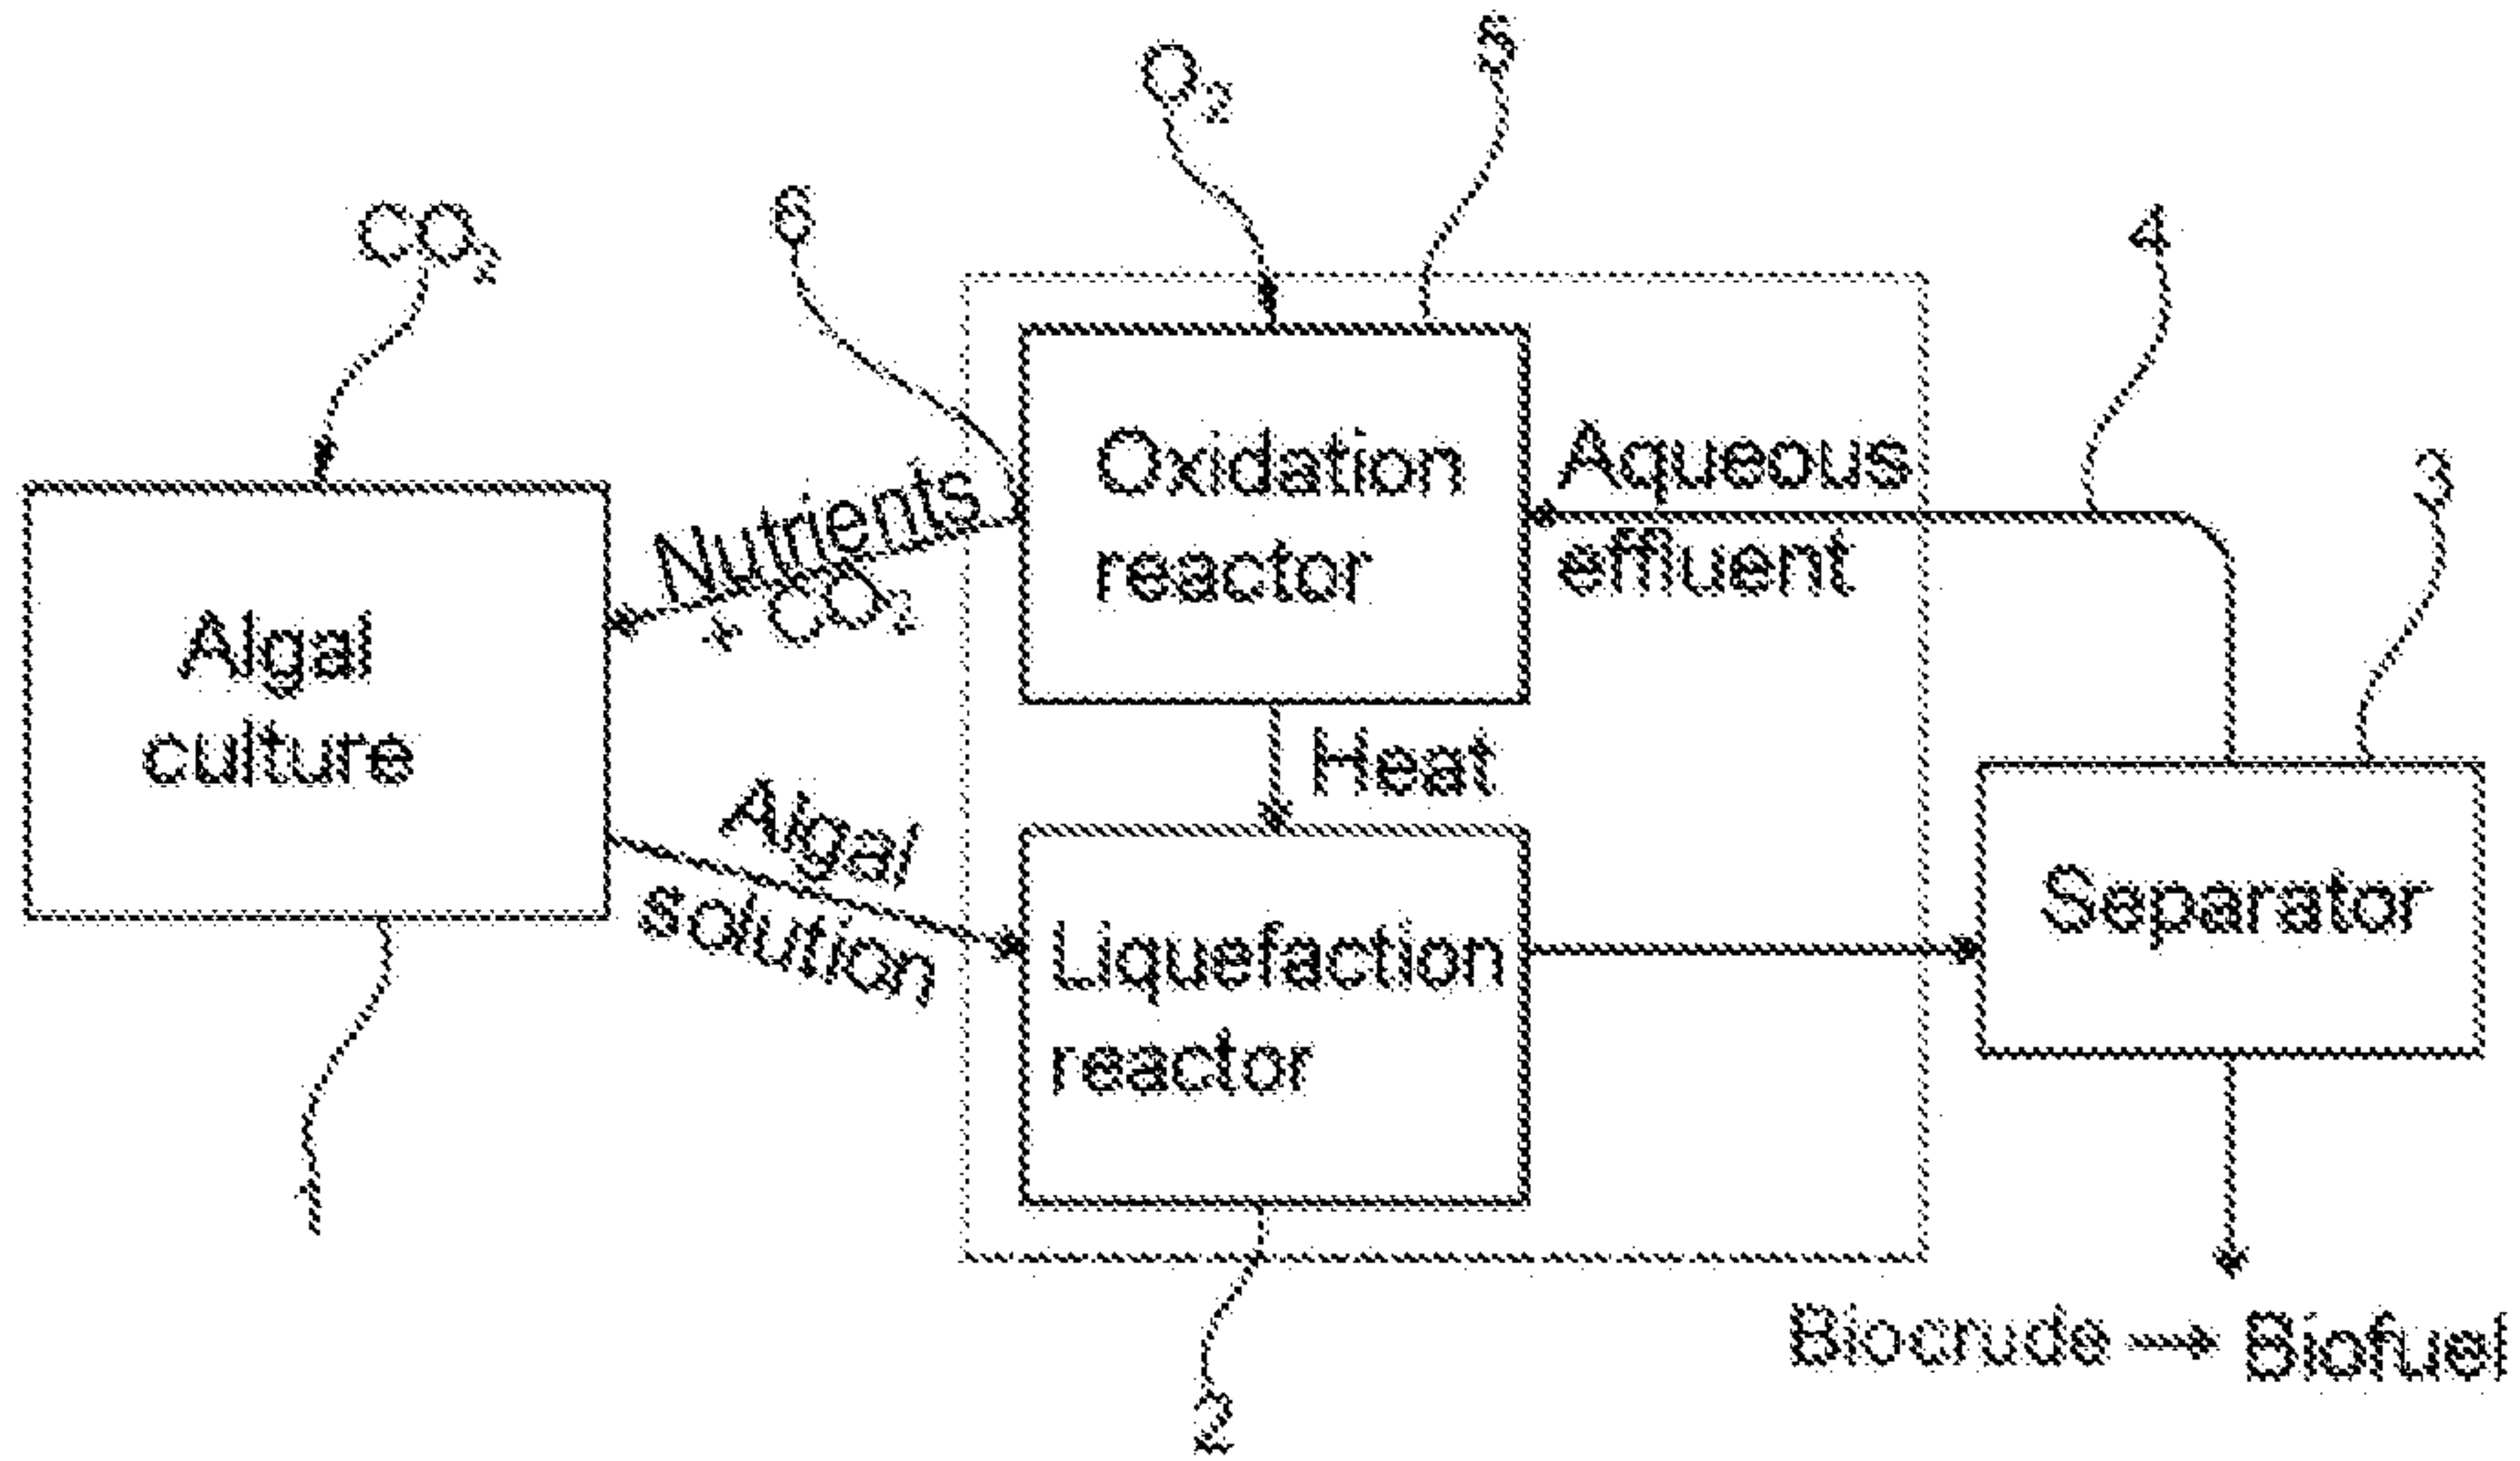 O₂
5
CO₂
6
4
3
Oxidation
reactor
Aqueous
effluent
Nutrients
+ CO₂
Algal
culture
Heat
Algal
solution
Liquefaction
reactor
Separator
1
2
Biocrude → Biofuel